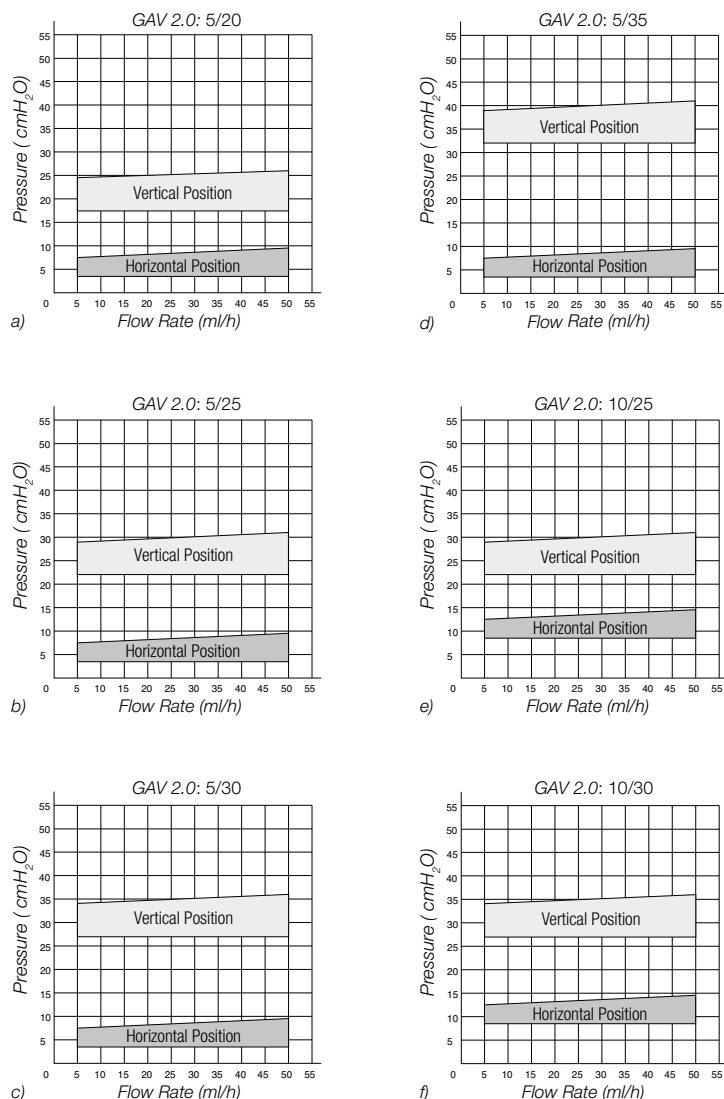 GAV 2.0: 5/20
Pressure ( cmH₂O)
55
50
45
40
35
30
25
20
15
10
5
0
Vertical Position
Horizontal Position
5 10 15 20 25 30 35 40 45 50 55
Flow Rate (ml/h)
a)
GAV 2.0: 5/35
Pressure ( cmH₂O)
55
50
45
40
35
30
25
20
15
10
5
0
Vertical Position
Horizontal Position
5 10 15 20 25 30 35 40 45 50 55
Flow Rate (ml/h)
d)
GAV 2.0: 5/25
Pressure ( cmH₂O)
55
50
45
40
35
30
25
20
15
10
5
0
Vertical Position
Horizontal Position
5 10 15 20 25 30 35 40 45 50 55
Flow Rate (ml/h)
b)
GAV 2.0: 10/25
Pressure ( cmH₂O)
55
50
45
40
35
30
25
20
15
10
5
0
Vertical Position
Horizontal Position
5 10 15 20 25 30 35 40 45 50 55
Flow Rate (ml/h)
e)
GAV 2.0: 5/30
Pressure ( cmH₂O)
55
50
45
40
35
30
25
20
15
10
5
0
Vertical Position
Horizontal Position
5 10 15 20 25 30 35 40 45 50 55
Flow Rate (ml/h)
c)
GAV 2.0: 10/30
Pressure ( cmH₂O)
55
50
45
40
35
30
25
20
15
10
5
0
Vertical Position
Horizontal Position
5 10 15 20 25 30 35 40 45 50 55
Flow Rate (ml/h)
f)